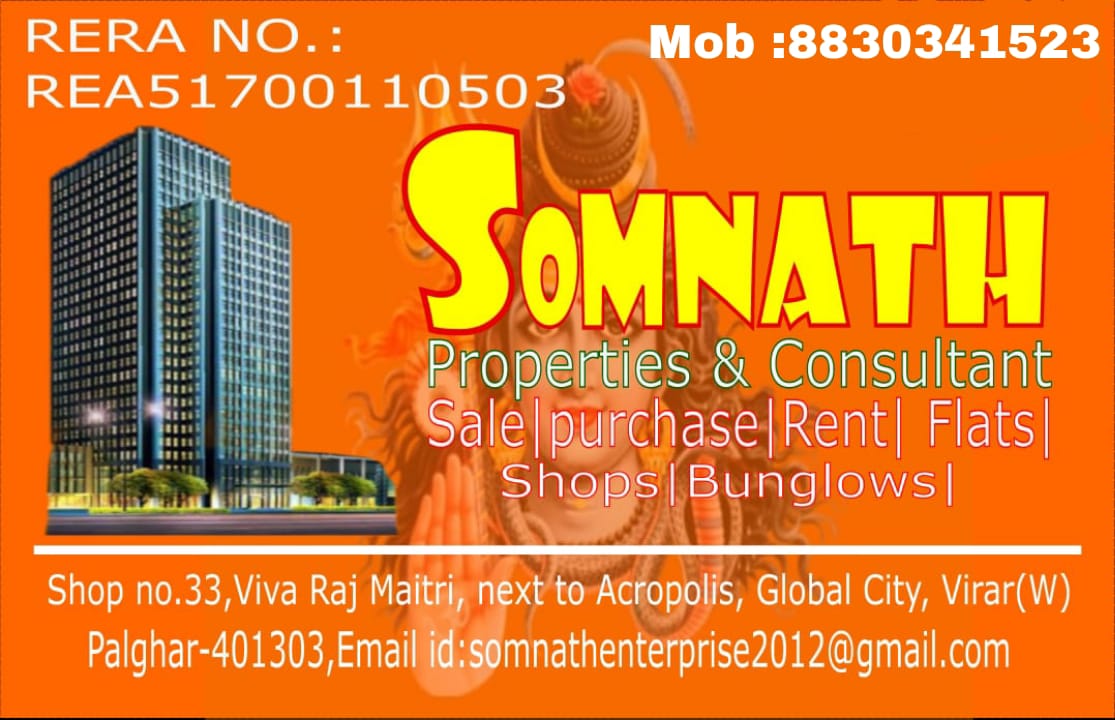 RERA NO.:
REA51700110503
Mob :8830341523
SOMNATH
Properties & Consultant
Sale|purchase|Rent| Flats|
Shops|Bunglows|
Shop no.33,Viva Raj Maitri, next to Acropolis, Global City, Virar(W)
Palghar-401303,Email id:somnathenterprise2012@gmail.com